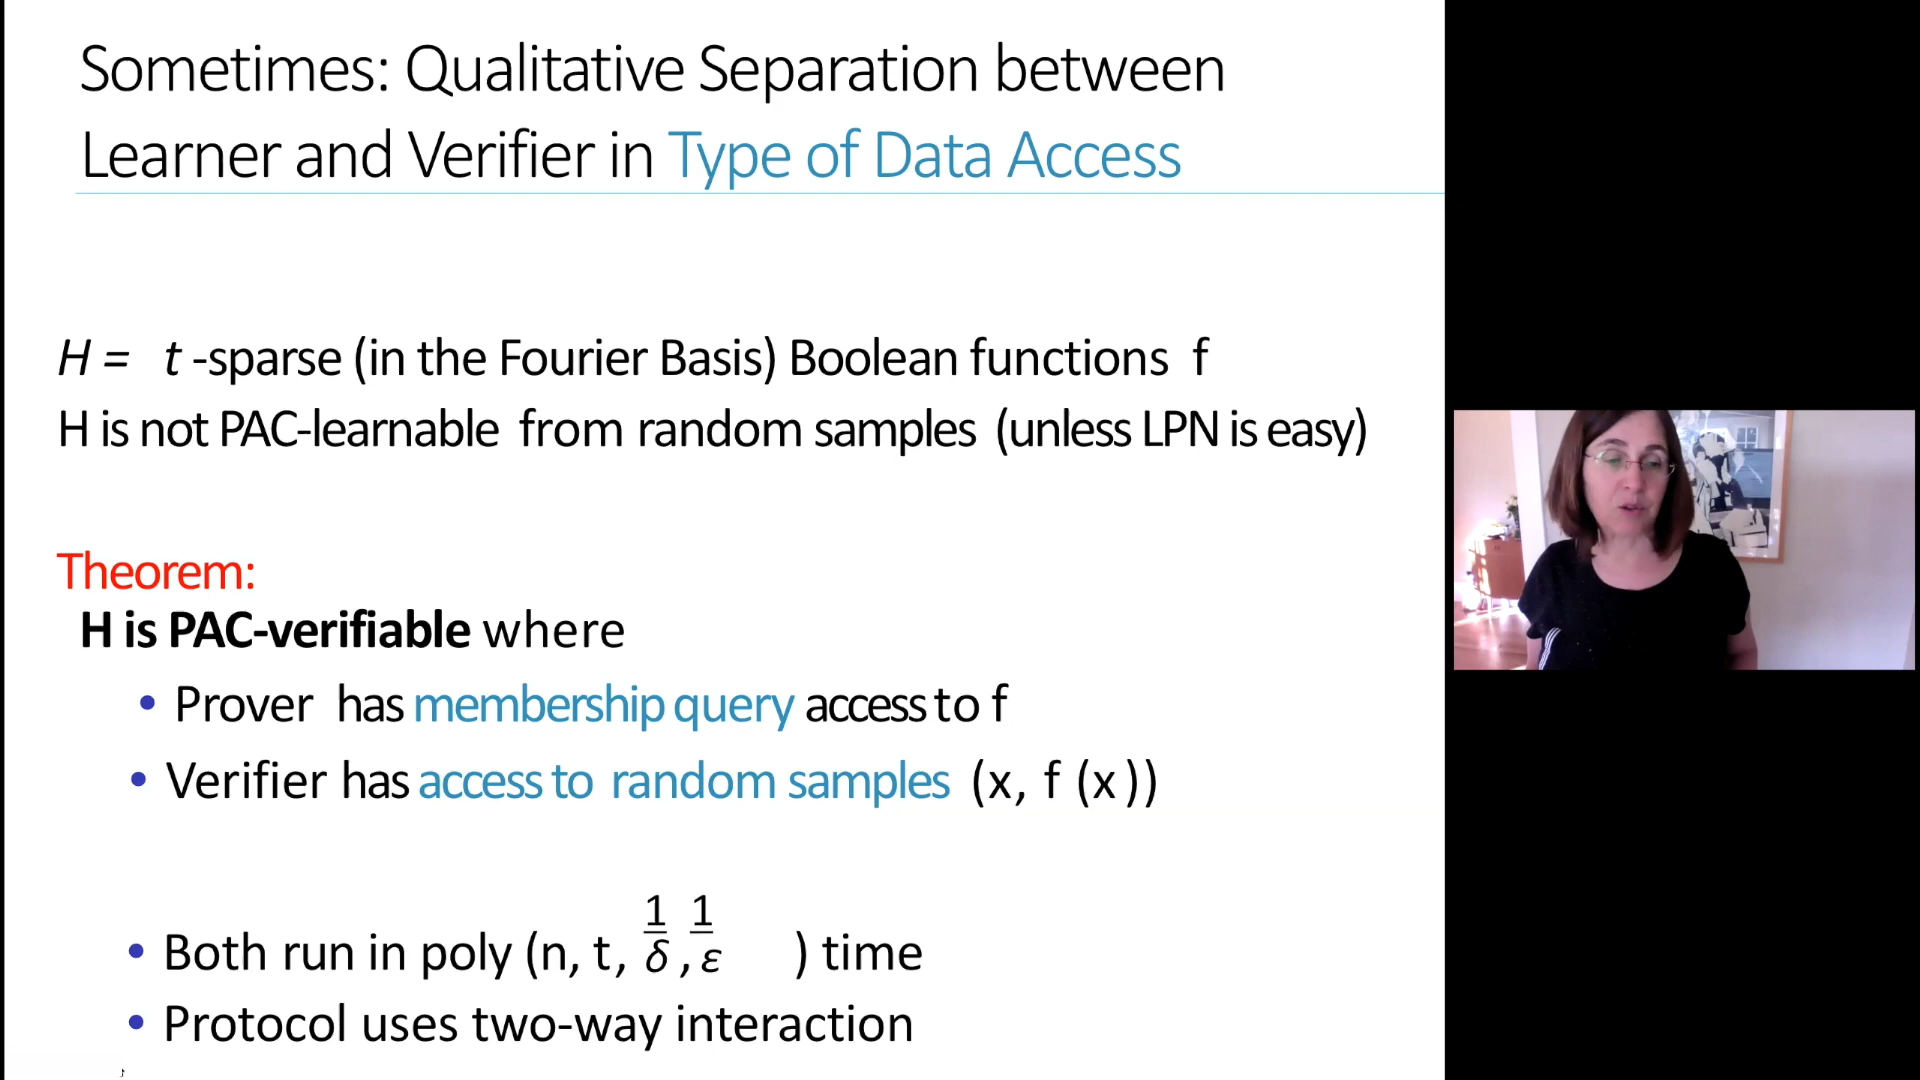 Sometimes: Qualitative Separation between
Learner and Verifier in Type of Data Access
H = t -sparse (in the Fourier Basis) Boolean functions f
H is not PAC-learnable from random samples (unless LPN is easy)
Theorem:
H is PAC-verifiable where
• Prover has membership query access to f
• Verifier has access to random samples (x, f (x))
• Both run in poly (n, t, 1/δ, 1/ε ) time
• Protocol uses two-way interaction